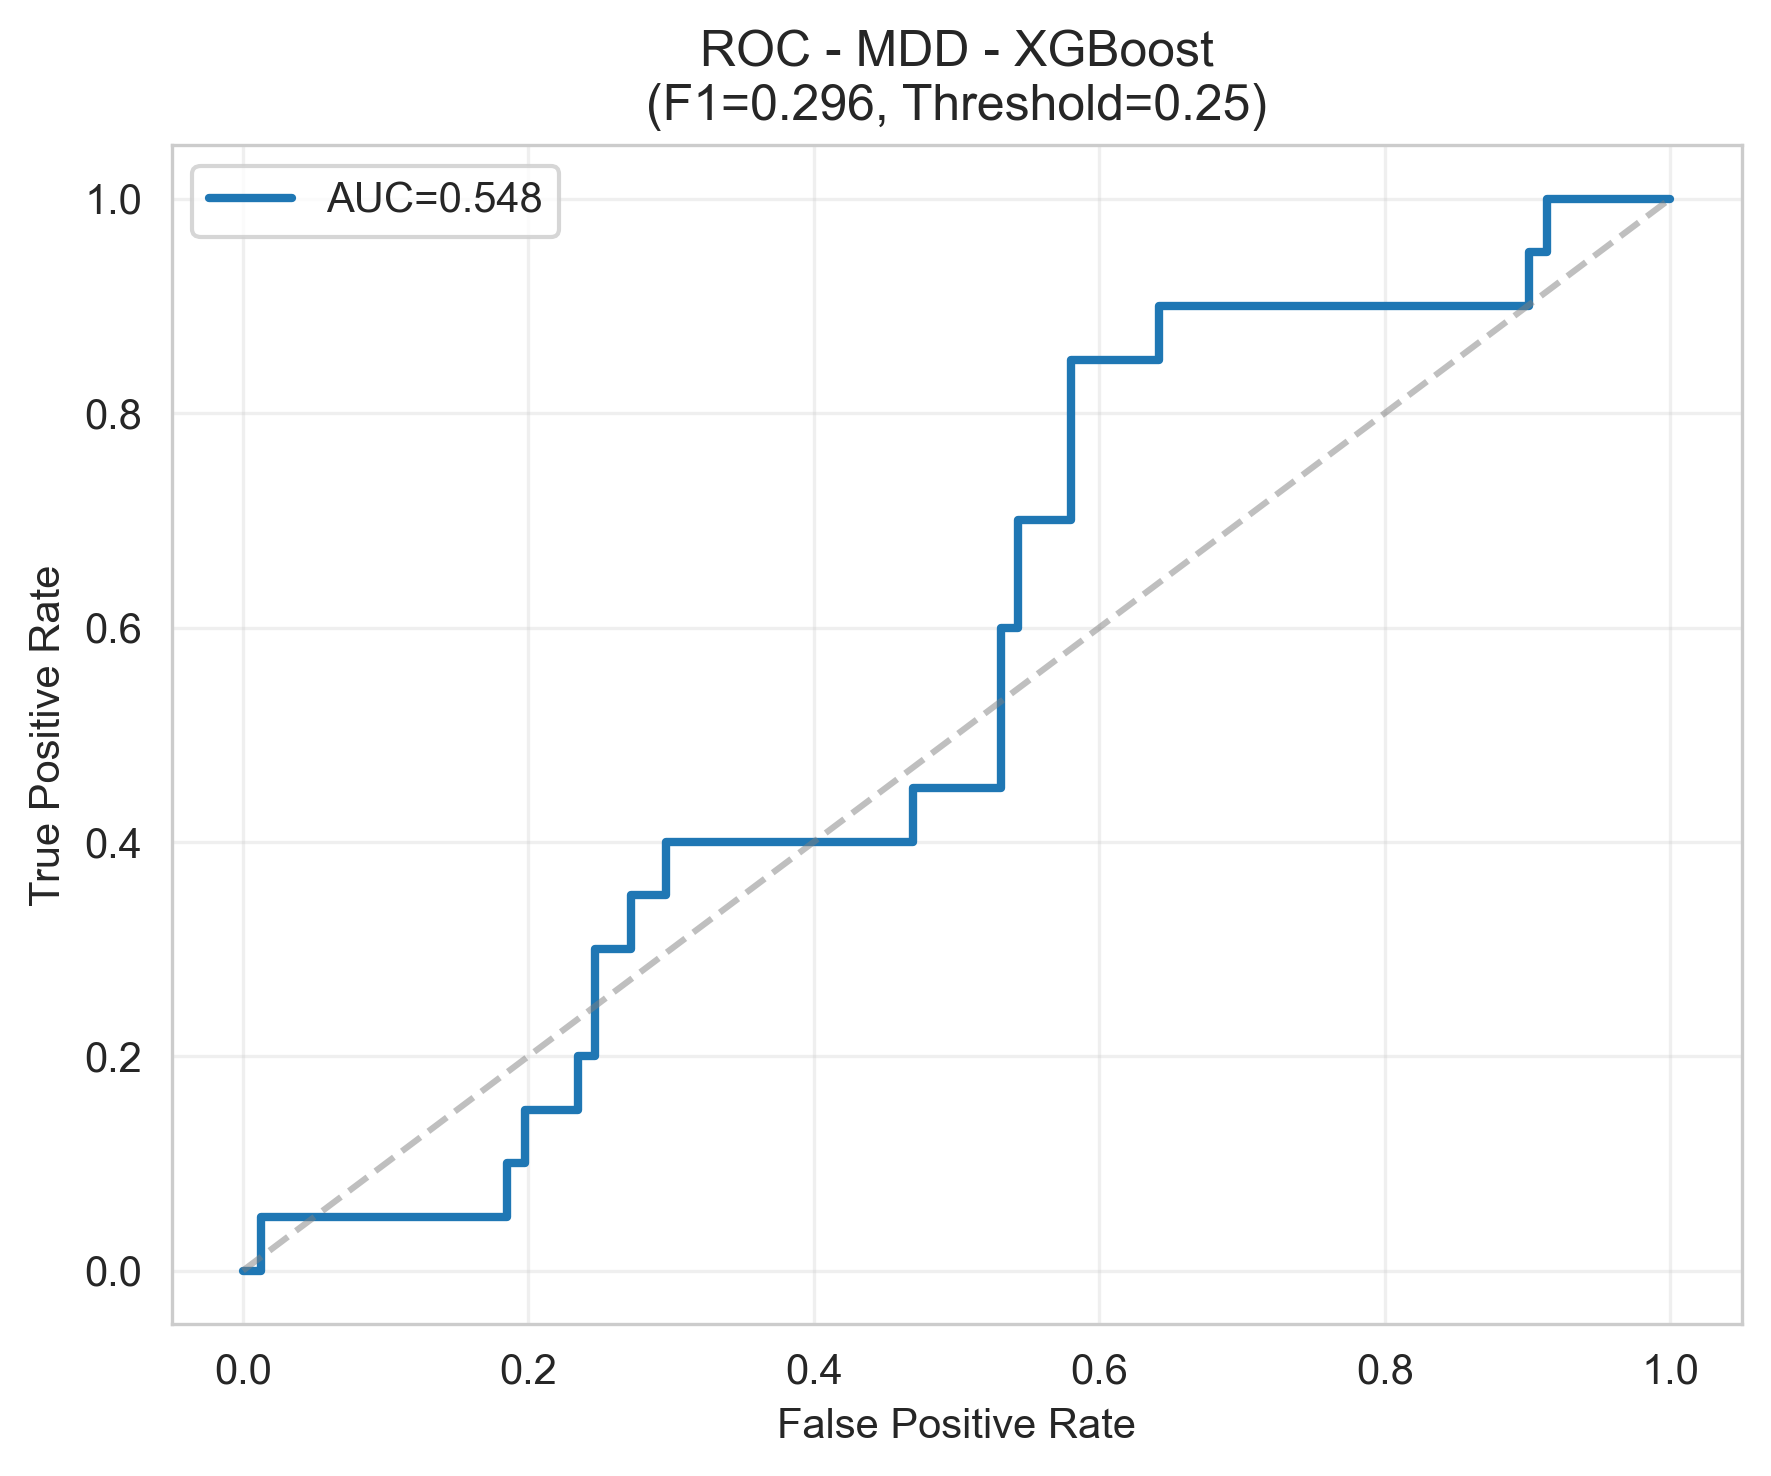 ROC - MDD - XGBoost
(F1=0.296, Threshold=0.25)
AUC=0.548
1.0
0.8
0.6
0.4
0.2
0.0
True Positive Rate
0.0 0.2 0.4 0.6 0.8 1.0
False Positive Rate